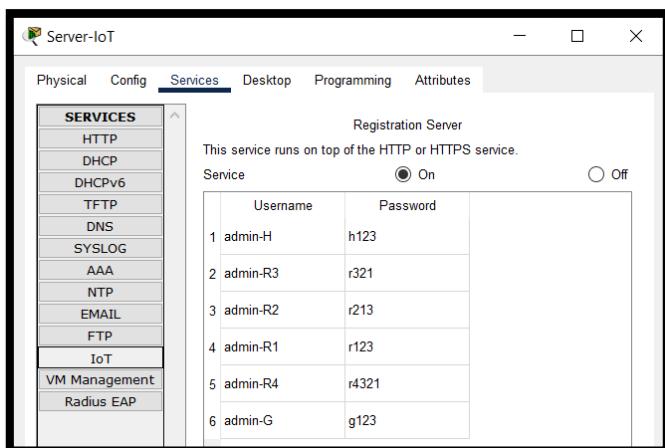 Server-IoT
Physical Config Services Desktop Programming Attributes
SERVICES
HTTP
DHCP
DHCPv6
TFTP
DNS
SYSLOG
AAA
NTP
EMAIL
FTP
IoT
VM Management
Radius EAP
Registration Server
This service runs on top of the HTTP or HTTPS service.
Service On Off
Username Password
1 admin-H h123
2 admin-R3 r321
3 admin-R2 r213
4 admin-R1 r123
5 admin-R4 r4321
6 admin-G g123